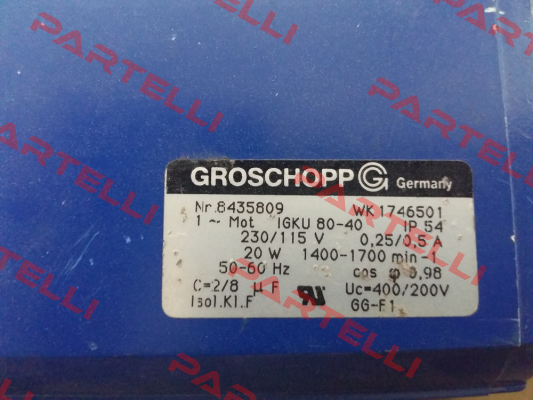 PARTELLI
PARTELLI
PARTELLI
PARTELLI
PARTELLI
GROSCHOPP G Germany
Nr.8435809 WK1746501
1 ~ Mot IGKU 80-40 IP 54
230/115 V 0,25/0,5 A
20 W 1400-1700 min-1
50-60 Hz cos φ 0,98
C=2/8 µF Uc=400/200V
Isol.Kl.F GG-F1